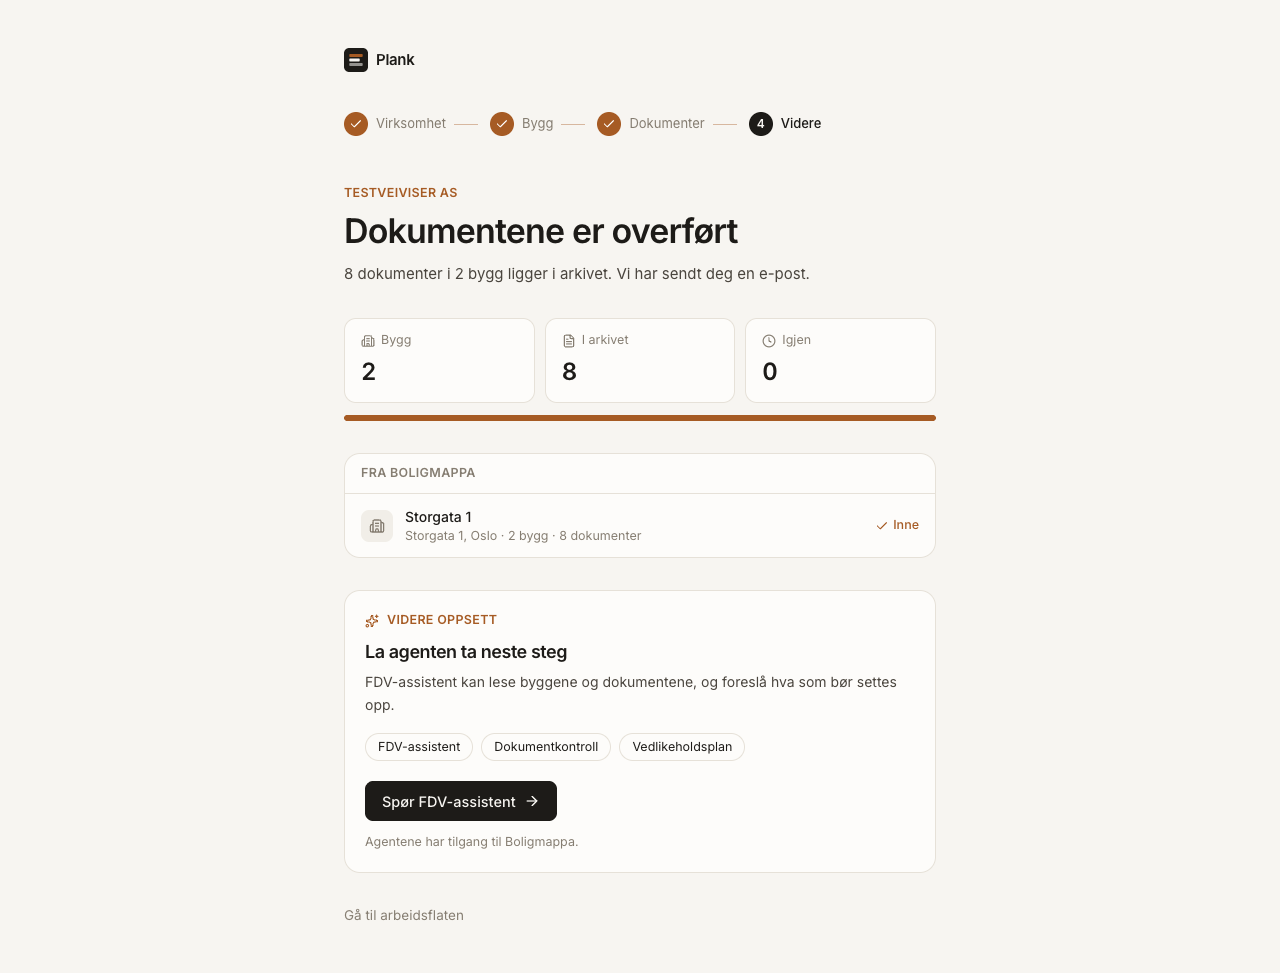 Plank
Virksomhet
Bygg
Dokumenter
4 Videre
TESTVEIVISER AS
Dokumentene er overført
8 dokumenter i 2 bygg ligger i arkivet. Vi har sendt deg en e-post.
Bygg
2
I arkivet
8
Igjen
0
FRA BOLIGMAPPA
Storgata 1
Storgata 1, Oslo · 2 bygg · 8 dokumenter
Inne
VIDERE OPPSETT
La agenten ta neste steg
FDV-assistent kan lese byggene og dokumentene, og foreslå hva som bør settes
opp.
FDV-assistent
Dokumentkontroll
Vedlikeholdsplan
Spør FDV-assistent
Agentene har tilgang til Boligmappa.
Gå til arbeidsflaten